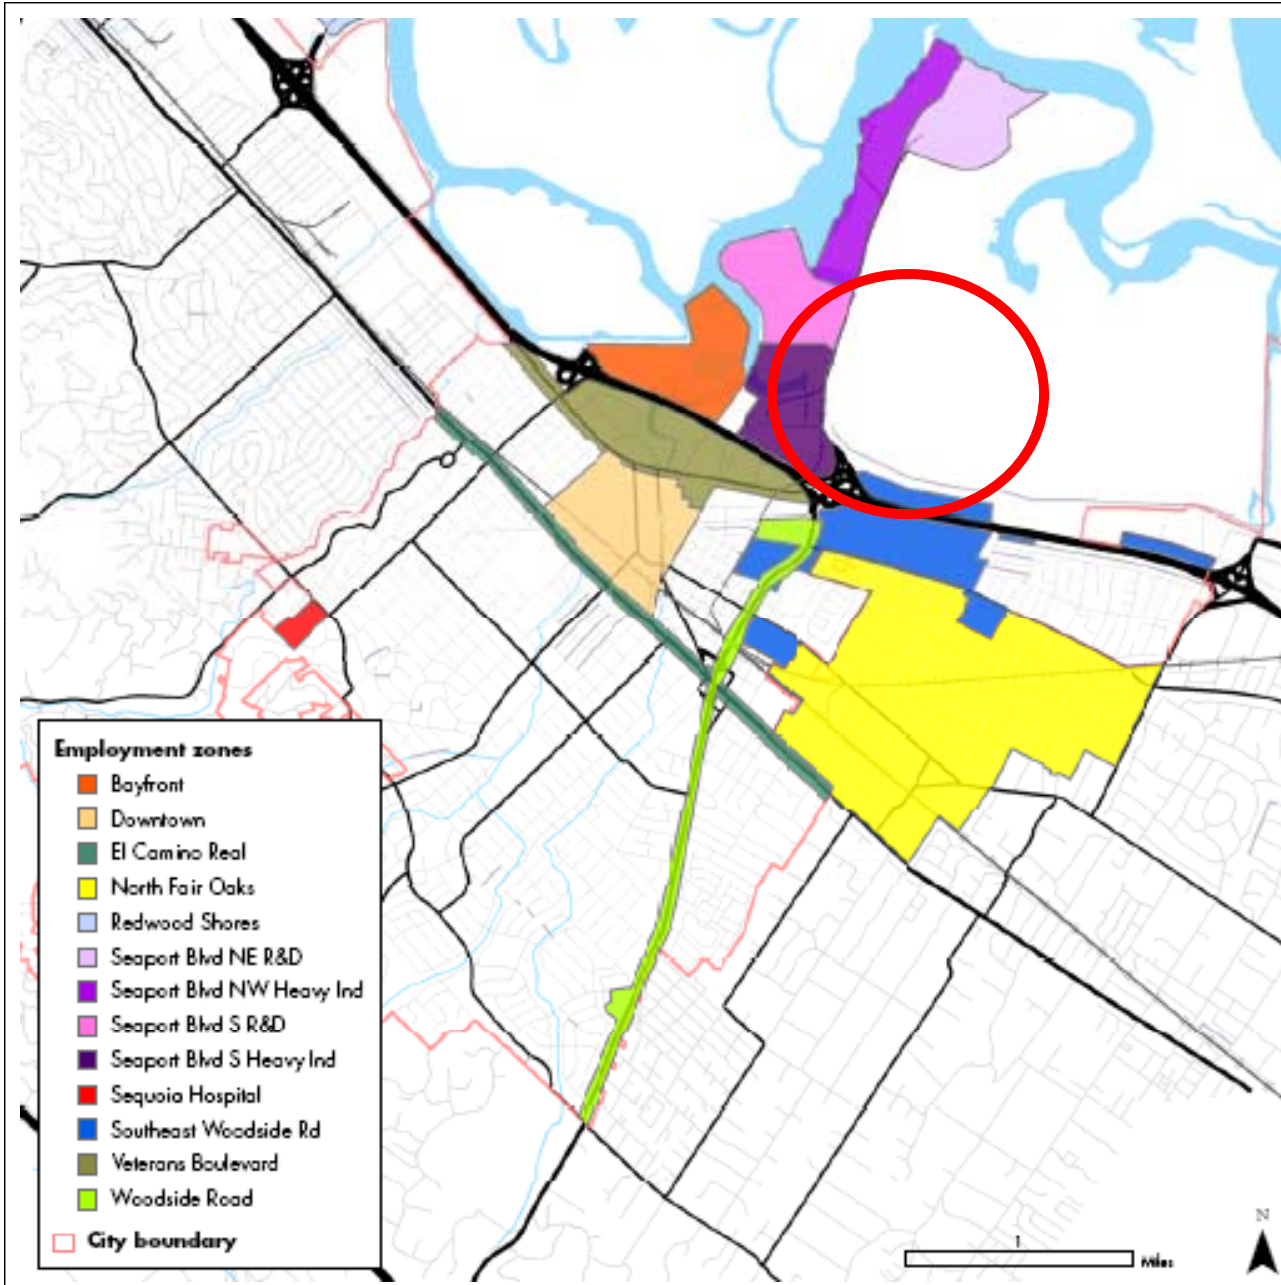 Employment zones
Bayfront
Downtown
El Camino Real
North Fair Oaks
Redwood Shores
Seaport Blvd NE R&D
Seaport Blvd NW Heavy Ind
Seaport Blvd S R&D
Seaport Blvd S Heavy Ind
Sequoia Hospital
Southeast Woodside Rd
Veterans Boulevard
Woodside Road
City boundary
1
Miles
N